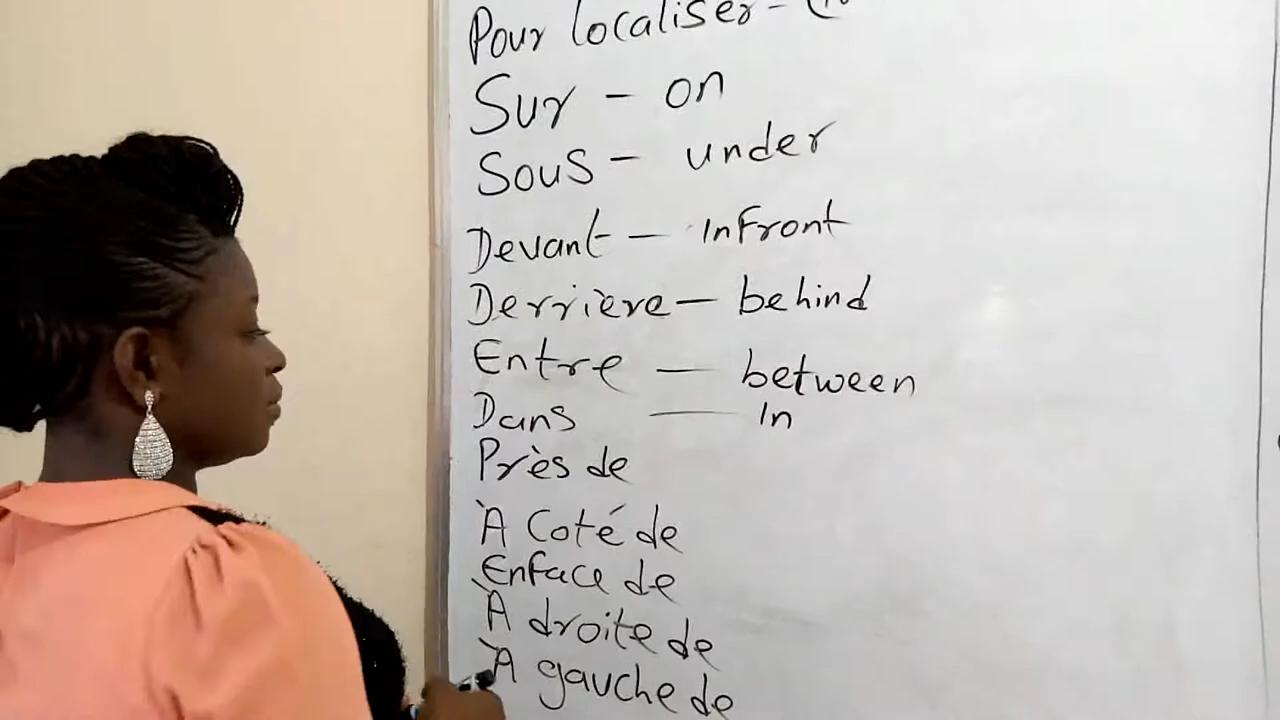 Pour localiser -
Sur - on
Sous - under
Devant - Infront
Derrière - behind
Entre - between
Dans - In
Près de
À Coté de
Enface de
À droite de
À gauche de